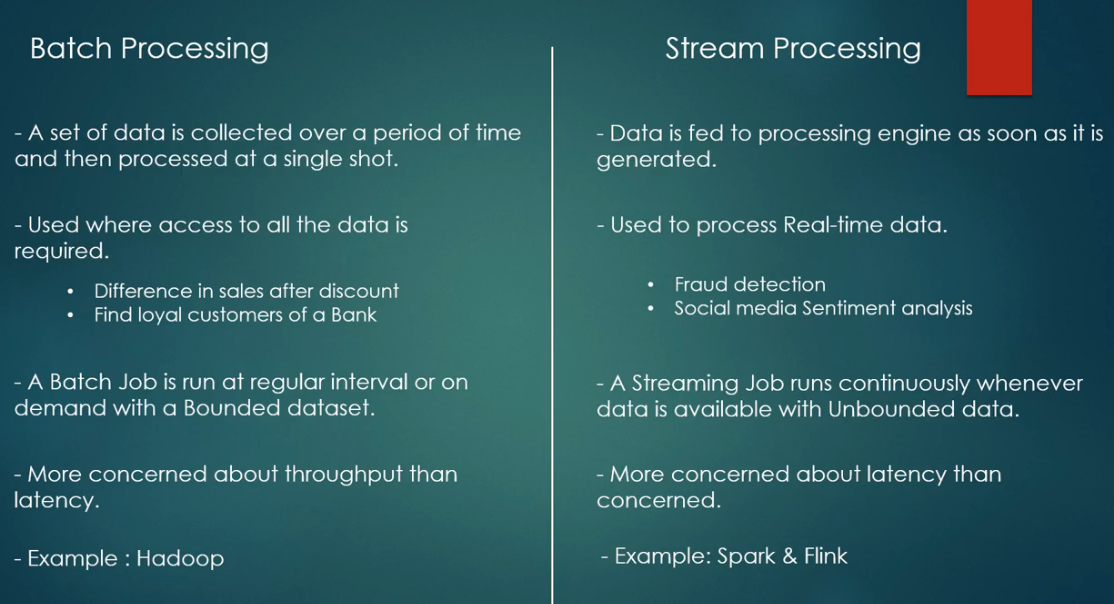 Batch Processing
- A set of data is collected over a period of time
and then processed at a single shot.
- Used where access to all the data is
required.
• Difference in sales after discount
• Find loyal customers of a Bank
- A Batch Job is run at regular interval or on
demand with a Bounded dataset.
- More concerned about throughput than
latency.
- Example : Hadoop
Stream Processing
- Data is fed to processing engine as soon as it is
generated.
- Used to process Real-time data.
• Fraud detection
• Social media Sentiment analysis
- A Streaming Job runs continuously whenever
data is available with Unbounded data.
- More concerned about latency than
concerned.
- Example: Spark & Flink